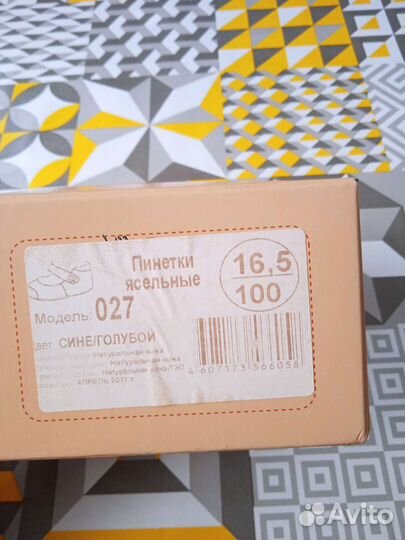 Пинетки
ясельные
16,5
100
Модель: 027
цвет СИНЕ/ГОЛУБОЙ
Натуральная кожа
Натуральная кожа
Натуральная кожа/ТЭП
АПРЕЛЬ 2011 г.
4 607173 566058
Avito